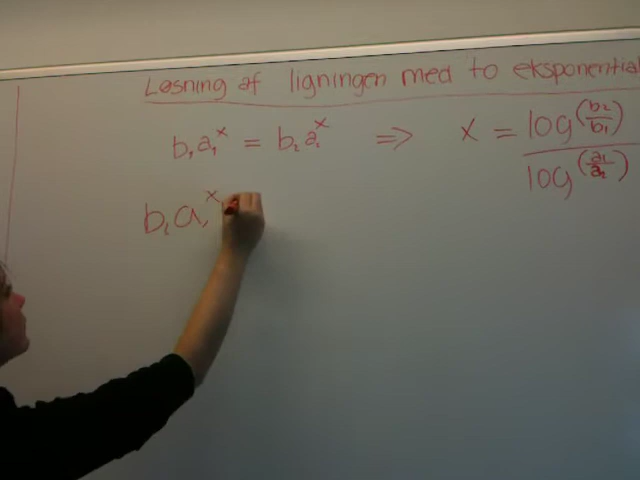 Løsning af ligningen med to eksponential
b₁a₁ˣ = b₂a₂ˣ => x = log(b₂/b₁) / log(a₁/a₂)
b₁a₁ˣ